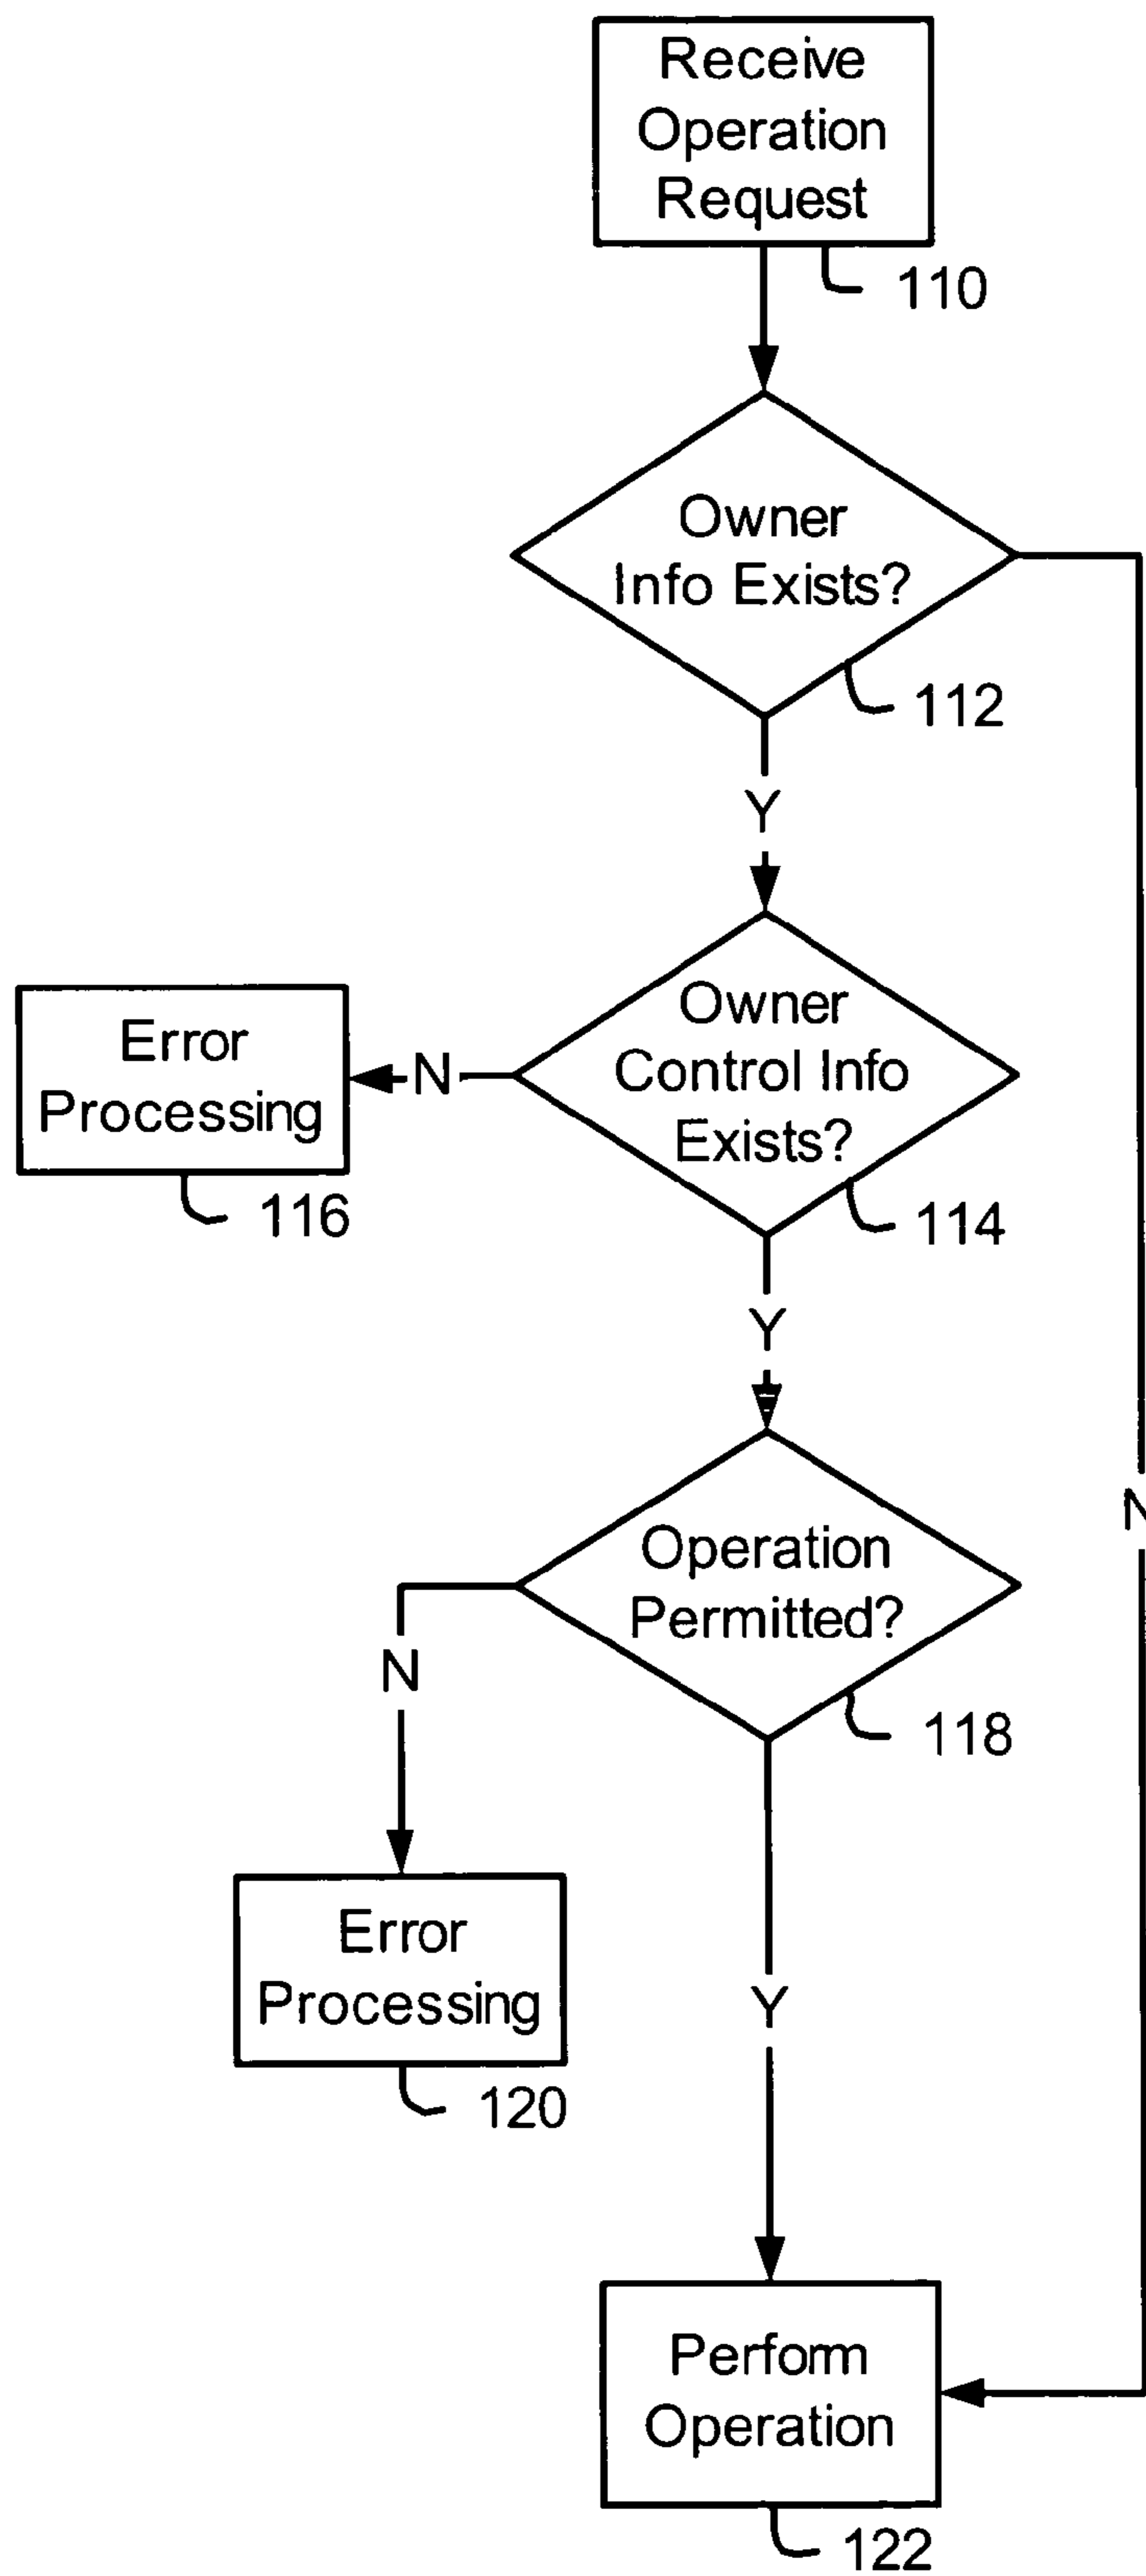 Receive
Operation
Request
110
Owner
Info Exists?
112
Y
Owner
Control Info
Exists?
114
N
Error
Processing
116
Y
Operation
Permitted?
118
N
N
Error
Processing
120
Y
Perform
Operation
122